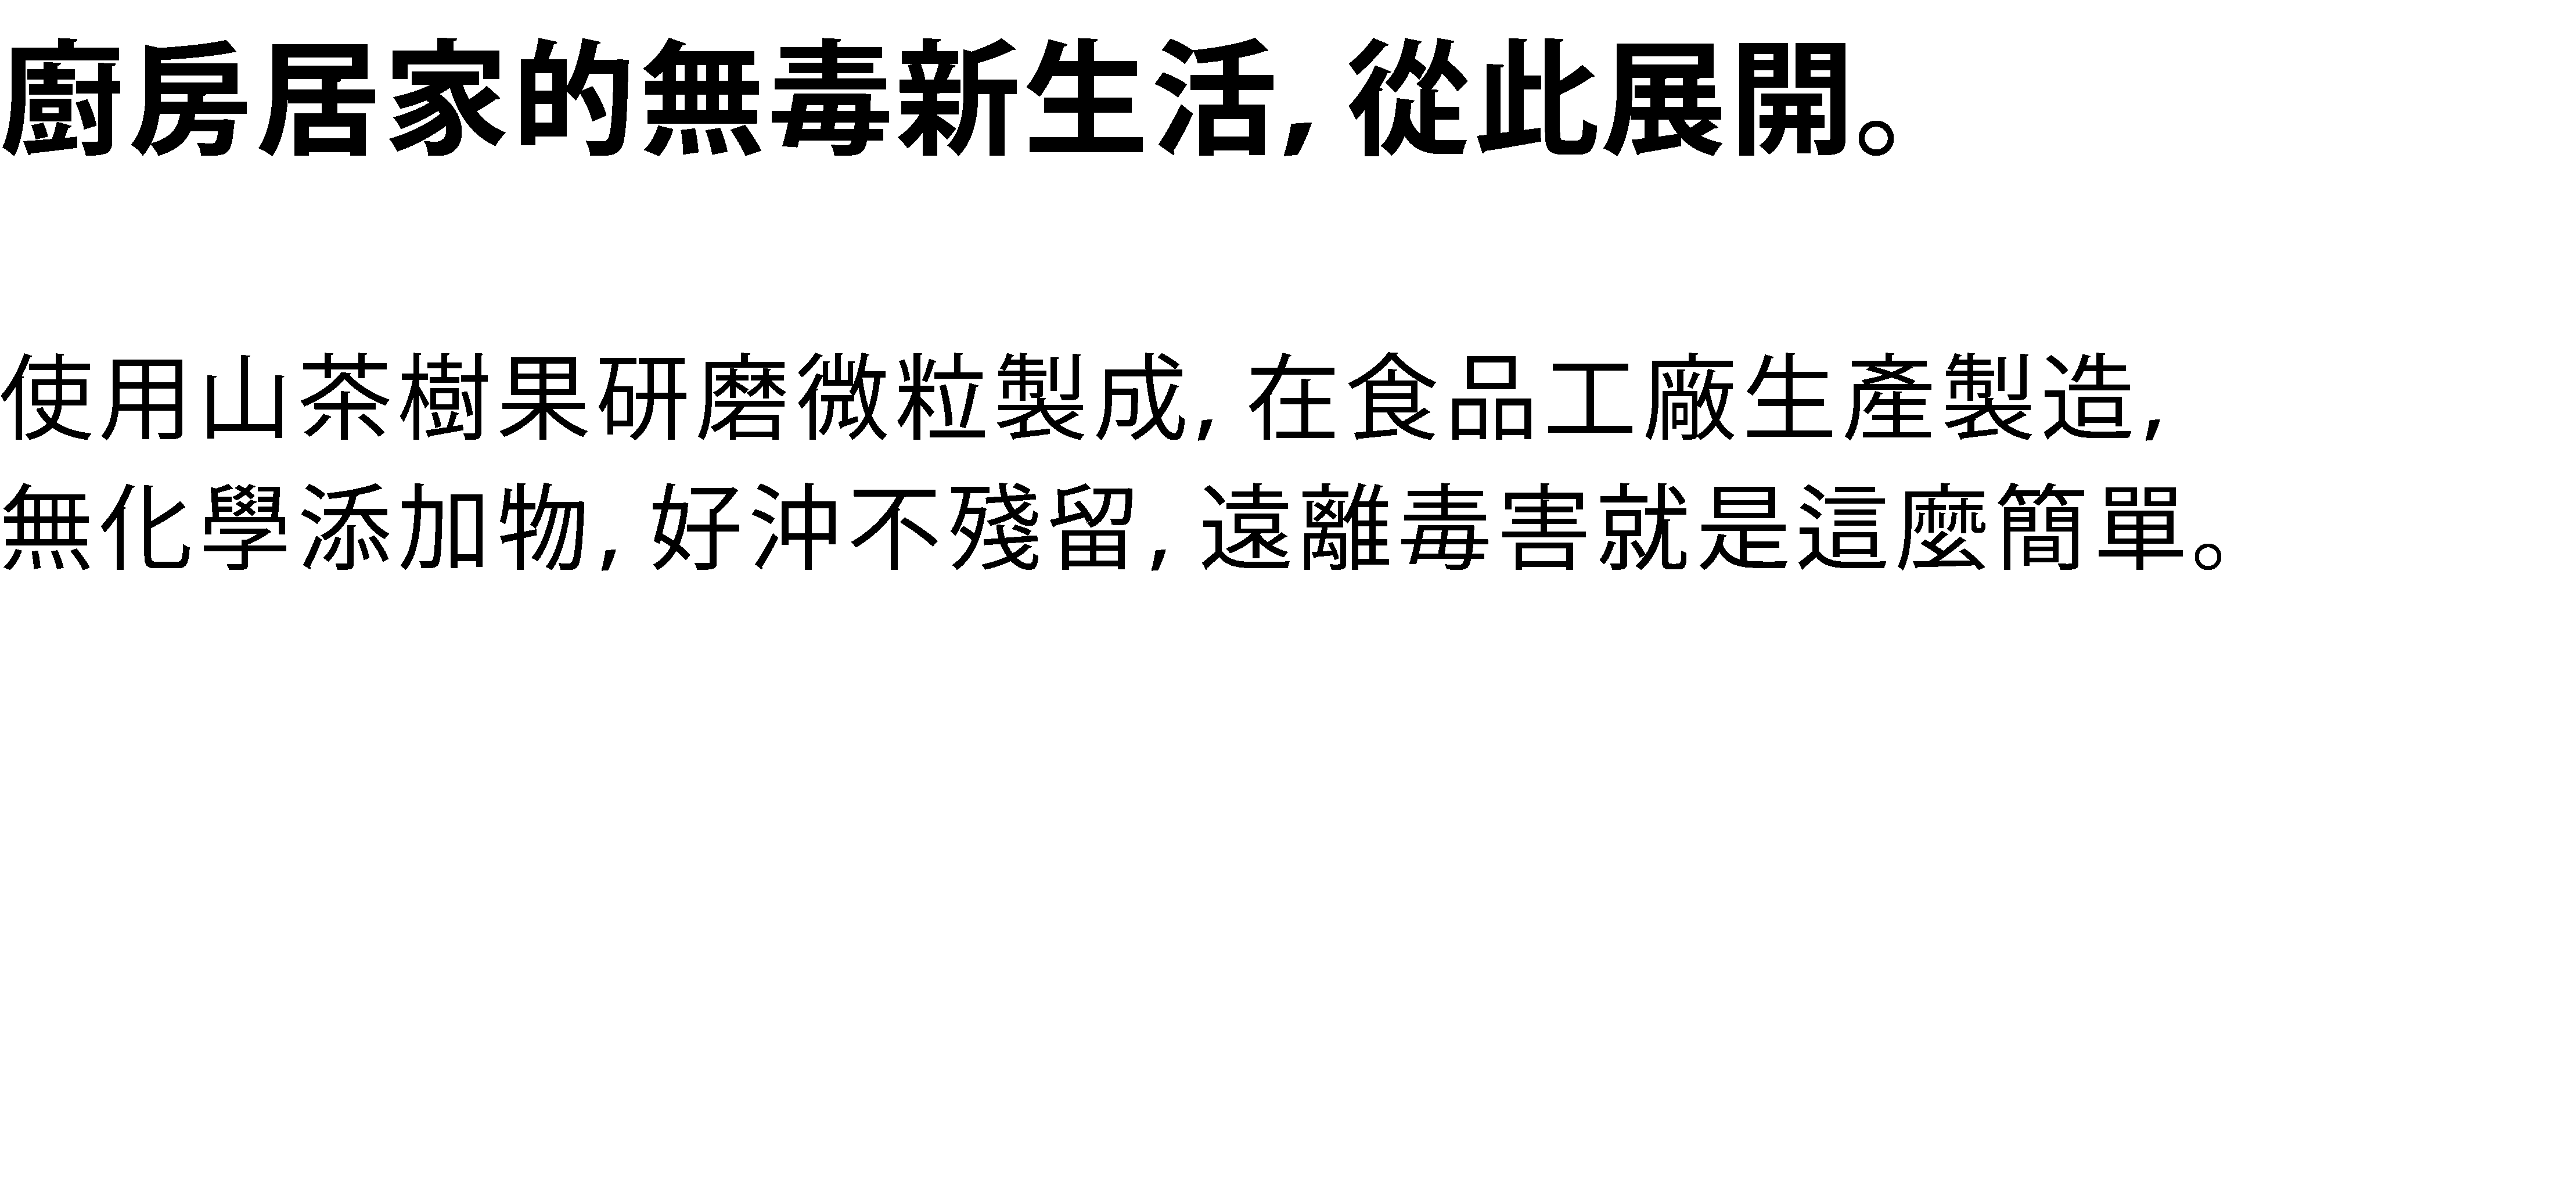 廚房居家的無毒新生活, 從此展開。
使用山茶樹果研磨微粒製成, 在食品工廠生產製造,
無化學添加物, 好沖不殘留, 遠離毒害就是這麼簡單。